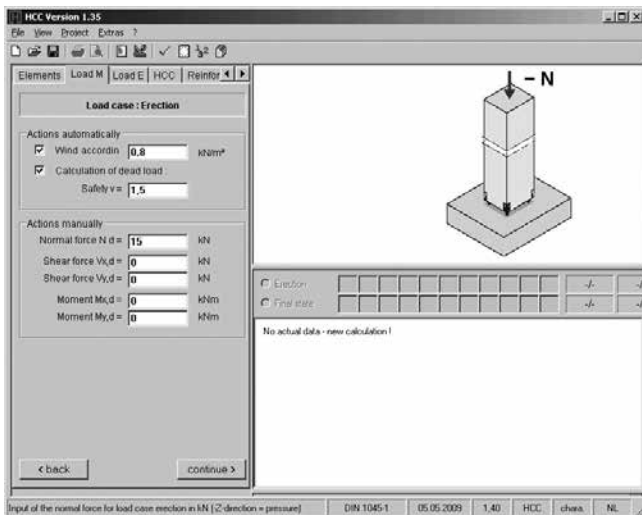 HCC Version 1.35
File View Project Extras ?
Elements Load M Load E HCC Reinfor
Load case : Erection
Actions automatically
Wind accordin 0,8 kN/m²
Calculation of dead load :
Safety v = 1,5
Actions manually
Normal force N d = 15 kN
Shear force Vx,d = 0 kN
Shear force Vy,d = 0 kN
Moment Mx,d = 0 kNm
Moment My,d = 0 kNm
< back continue >
- N
Erection -/-
Final state -/-
No actual data - new calculation !
Input of the normal force for load case erection in kN (-Z-direction = pressure) DIN 1045-1 05.05.2009 1,40 HCC chara. NL